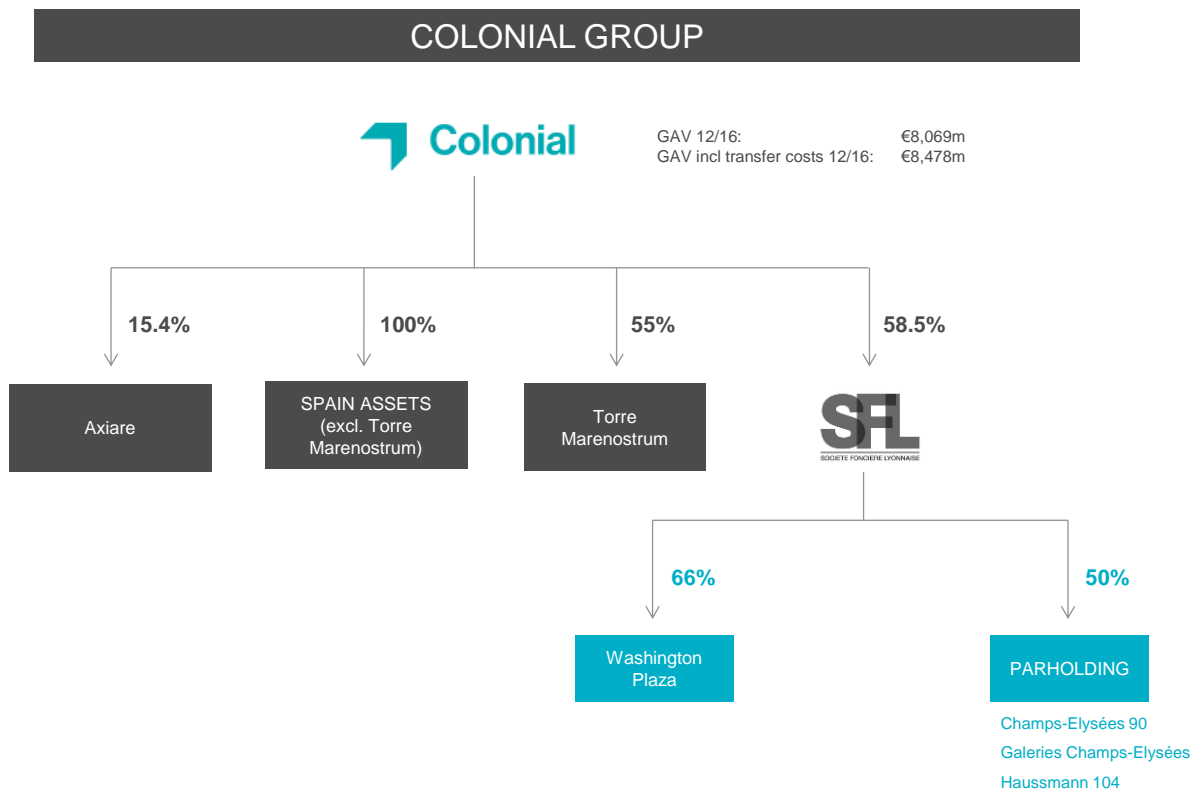 COLONIAL GROUP
Colonial
GAV 12/16: €8,069m
GAV incl transfer costs 12/16: €8,478m
15.4% 100% 55% 58.5%
Axiare
SPAIN ASSETS
(excl. Torre
Marenostrum)
Torre
Marenostrum
SFL
SOCIETE FONCIERE LYONNAISE
66% 50%
Washington
Plaza
PARHOLDING
Champs-Elysées 90
Galeries Champs-Elysées
Haussmann 104